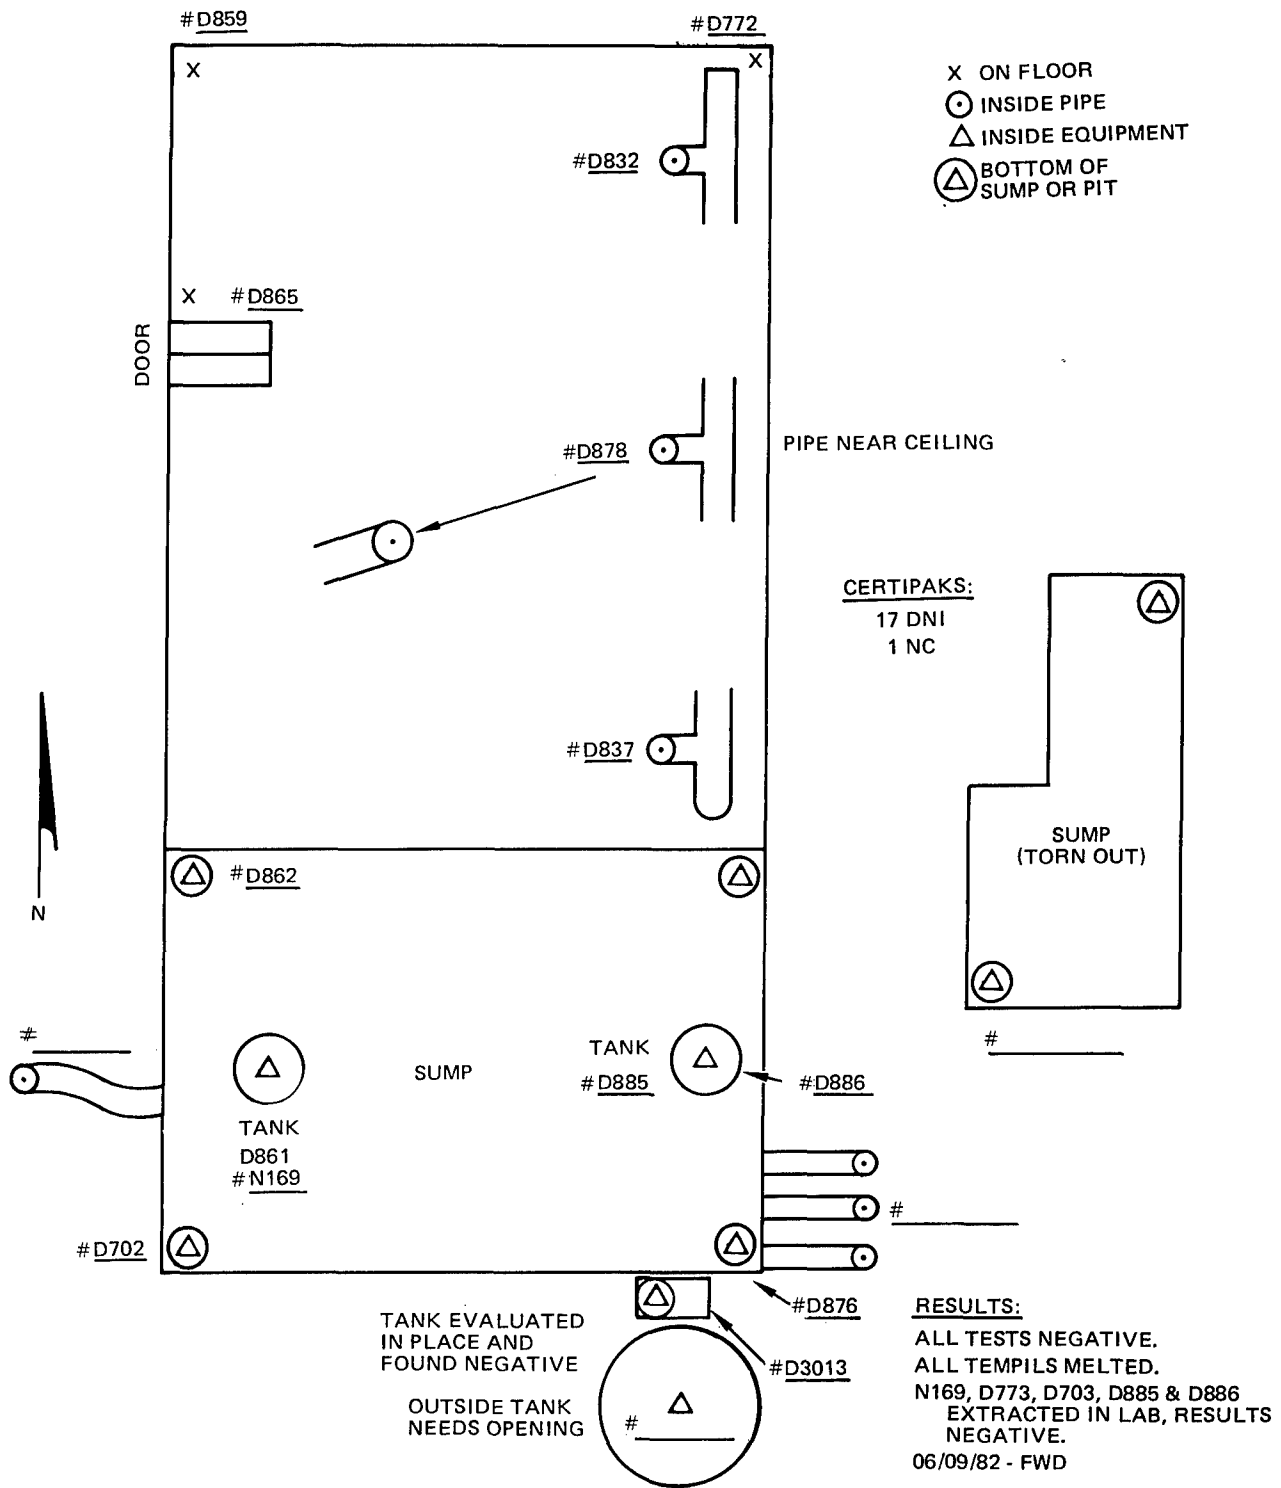 #D859
#D772
X ON FLOOR
INSIDE PIPE
INSIDE EQUIPMENT
BOTTOM OF
SUMP OR PIT
X
X
#D832
X #D865
DOOR
#D878
PIPE NEAR CEILING
CERTIPAKS:
17 DNI
1 NC
#D837
SUMP
(TORN OUT)
N
#D862
#
#
TANK
#D885
SUMP
#D886
TANK
D861
#N169
#
#D702
#D876
TANK EVALUATED
IN PLACE AND
FOUND NEGATIVE
#D3013
OUTSIDE TANK
NEEDS OPENING
#
RESULTS:
ALL TESTS NEGATIVE.
ALL TEMPILS MELTED.
N169, D773, D703, D885 & D886
EXTRACTED IN LAB, RESULTS
NEGATIVE.
06/09/82 - FWD